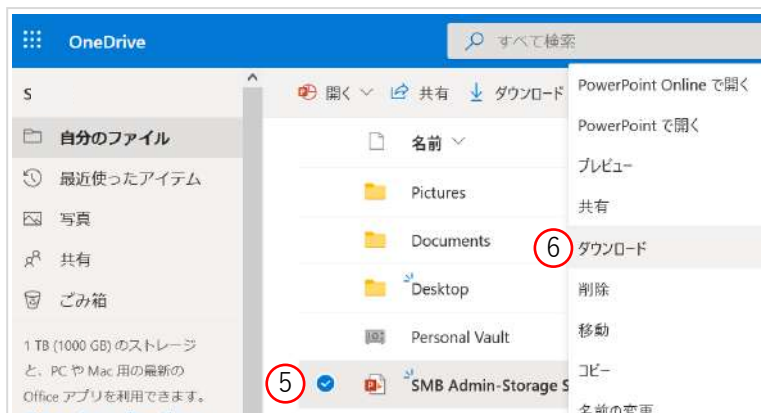 OneDrive
すべて検索
S
開く
共有
ダウンロード
自分のファイル
最近使ったアイテム
写真
共有
ごみ箱
1 TB (1000 GB) のストレージ
と、PC や Mac 用の最新の
Office アプリを利用できます。
名前
Pictures
Documents
Desktop
Personal Vault
⑤
SMB Admin-Storage S
PowerPoint Online で開く
PowerPoint で開く
プレビュー
共有
⑥
ダウンロード
削除
移動
コピー
名前の変更